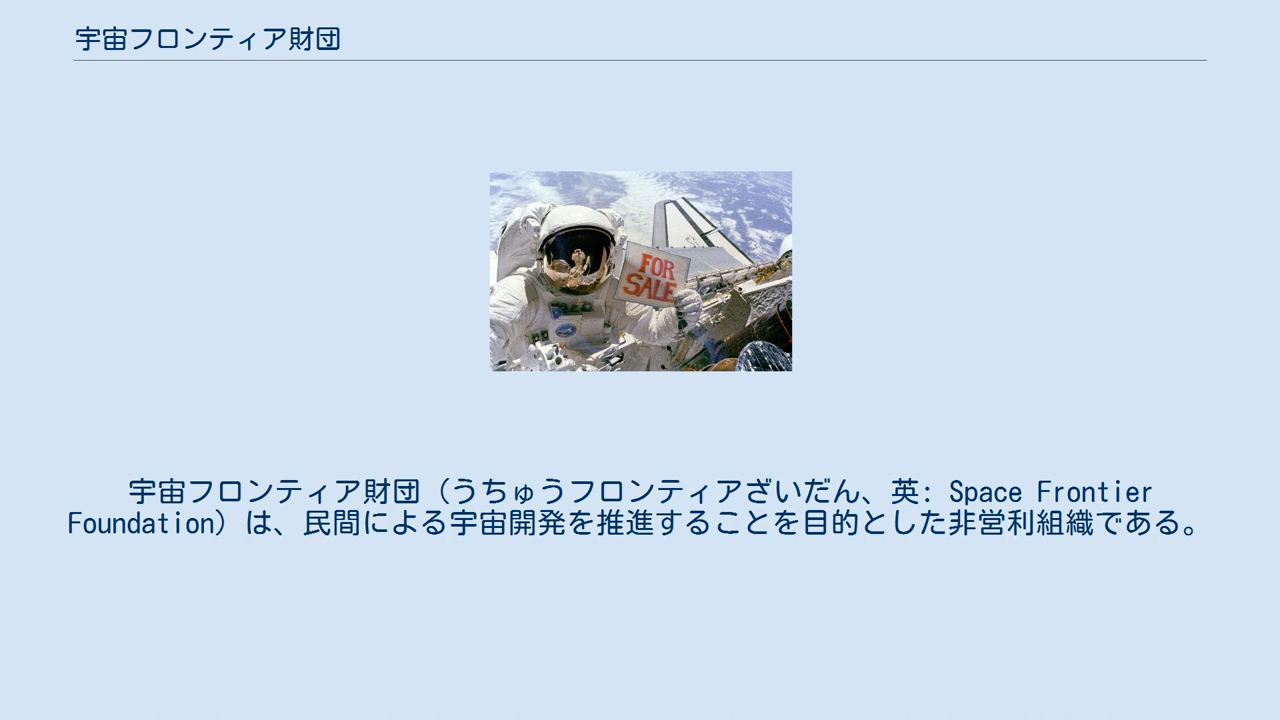 宇宙フロンティア財団
FOR
SALE
宇宙フロンティア財団（うちゅうフロンティアざいだん、英: Space Frontier
Foundation）は、民間による宇宙開発を推進することを目的とした非営利組織である。